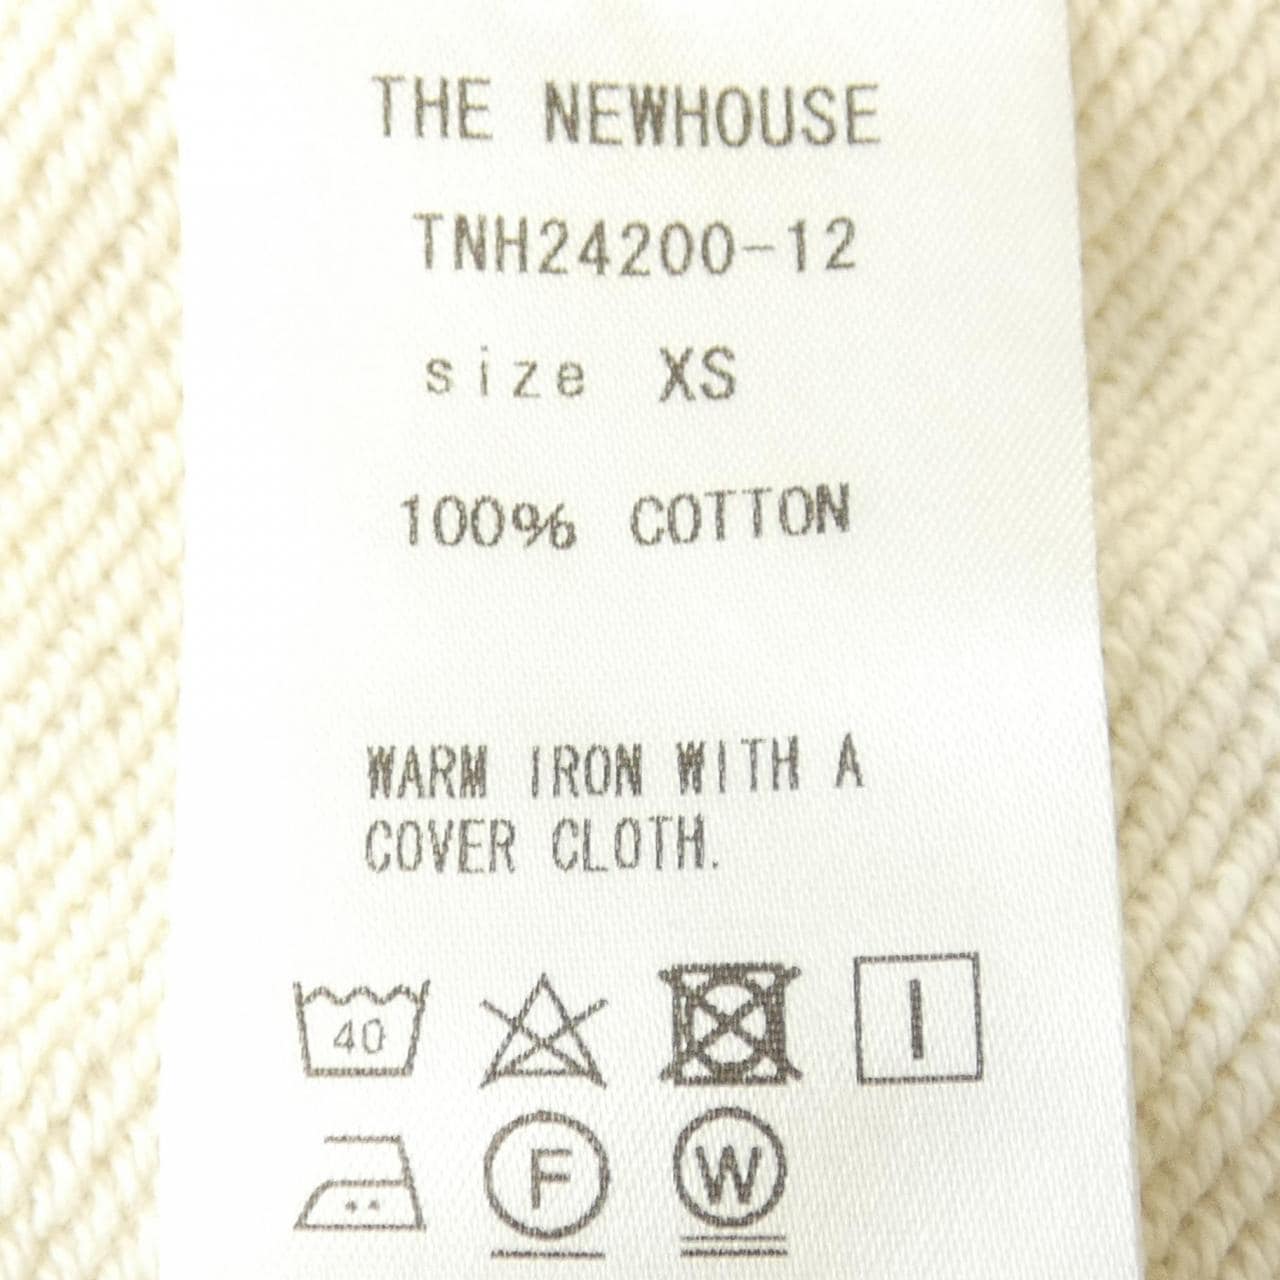 THE NEWHOUSE
TNH24200-12
size XS
100% COTTON
WARM IRON WITH A
COVER CLOTH.
40
F
W